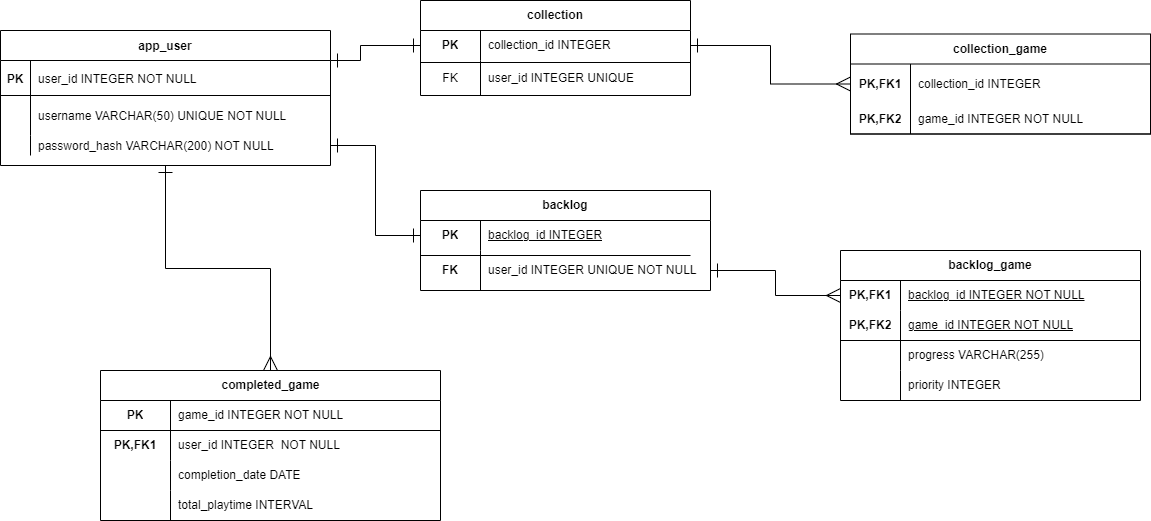 app_user
PK user_id INTEGER NOT NULL
username VARCHAR(50) UNIQUE NOT NULL
password_hash VARCHAR(200) NOT NULL
collection
PK collection_id INTEGER
FK user_id INTEGER UNIQUE
collection_game
PK,FK1 collection_id INTEGER
PK,FK2 game_id INTEGER NOT NULL
backlog
PK backlog_id INTEGER
FK user_id INTEGER UNIQUE NOT NULL
backlog_game
PK,FK1 backlog_id INTEGER NOT NULL
PK,FK2 game_id INTEGER NOT NULL
progress VARCHAR(255)
priority INTEGER
completed_game
PK game_id INTEGER NOT NULL
PK,FK1 user_id INTEGER  NOT NULL
completion_date DATE
total_playtime INTERVAL